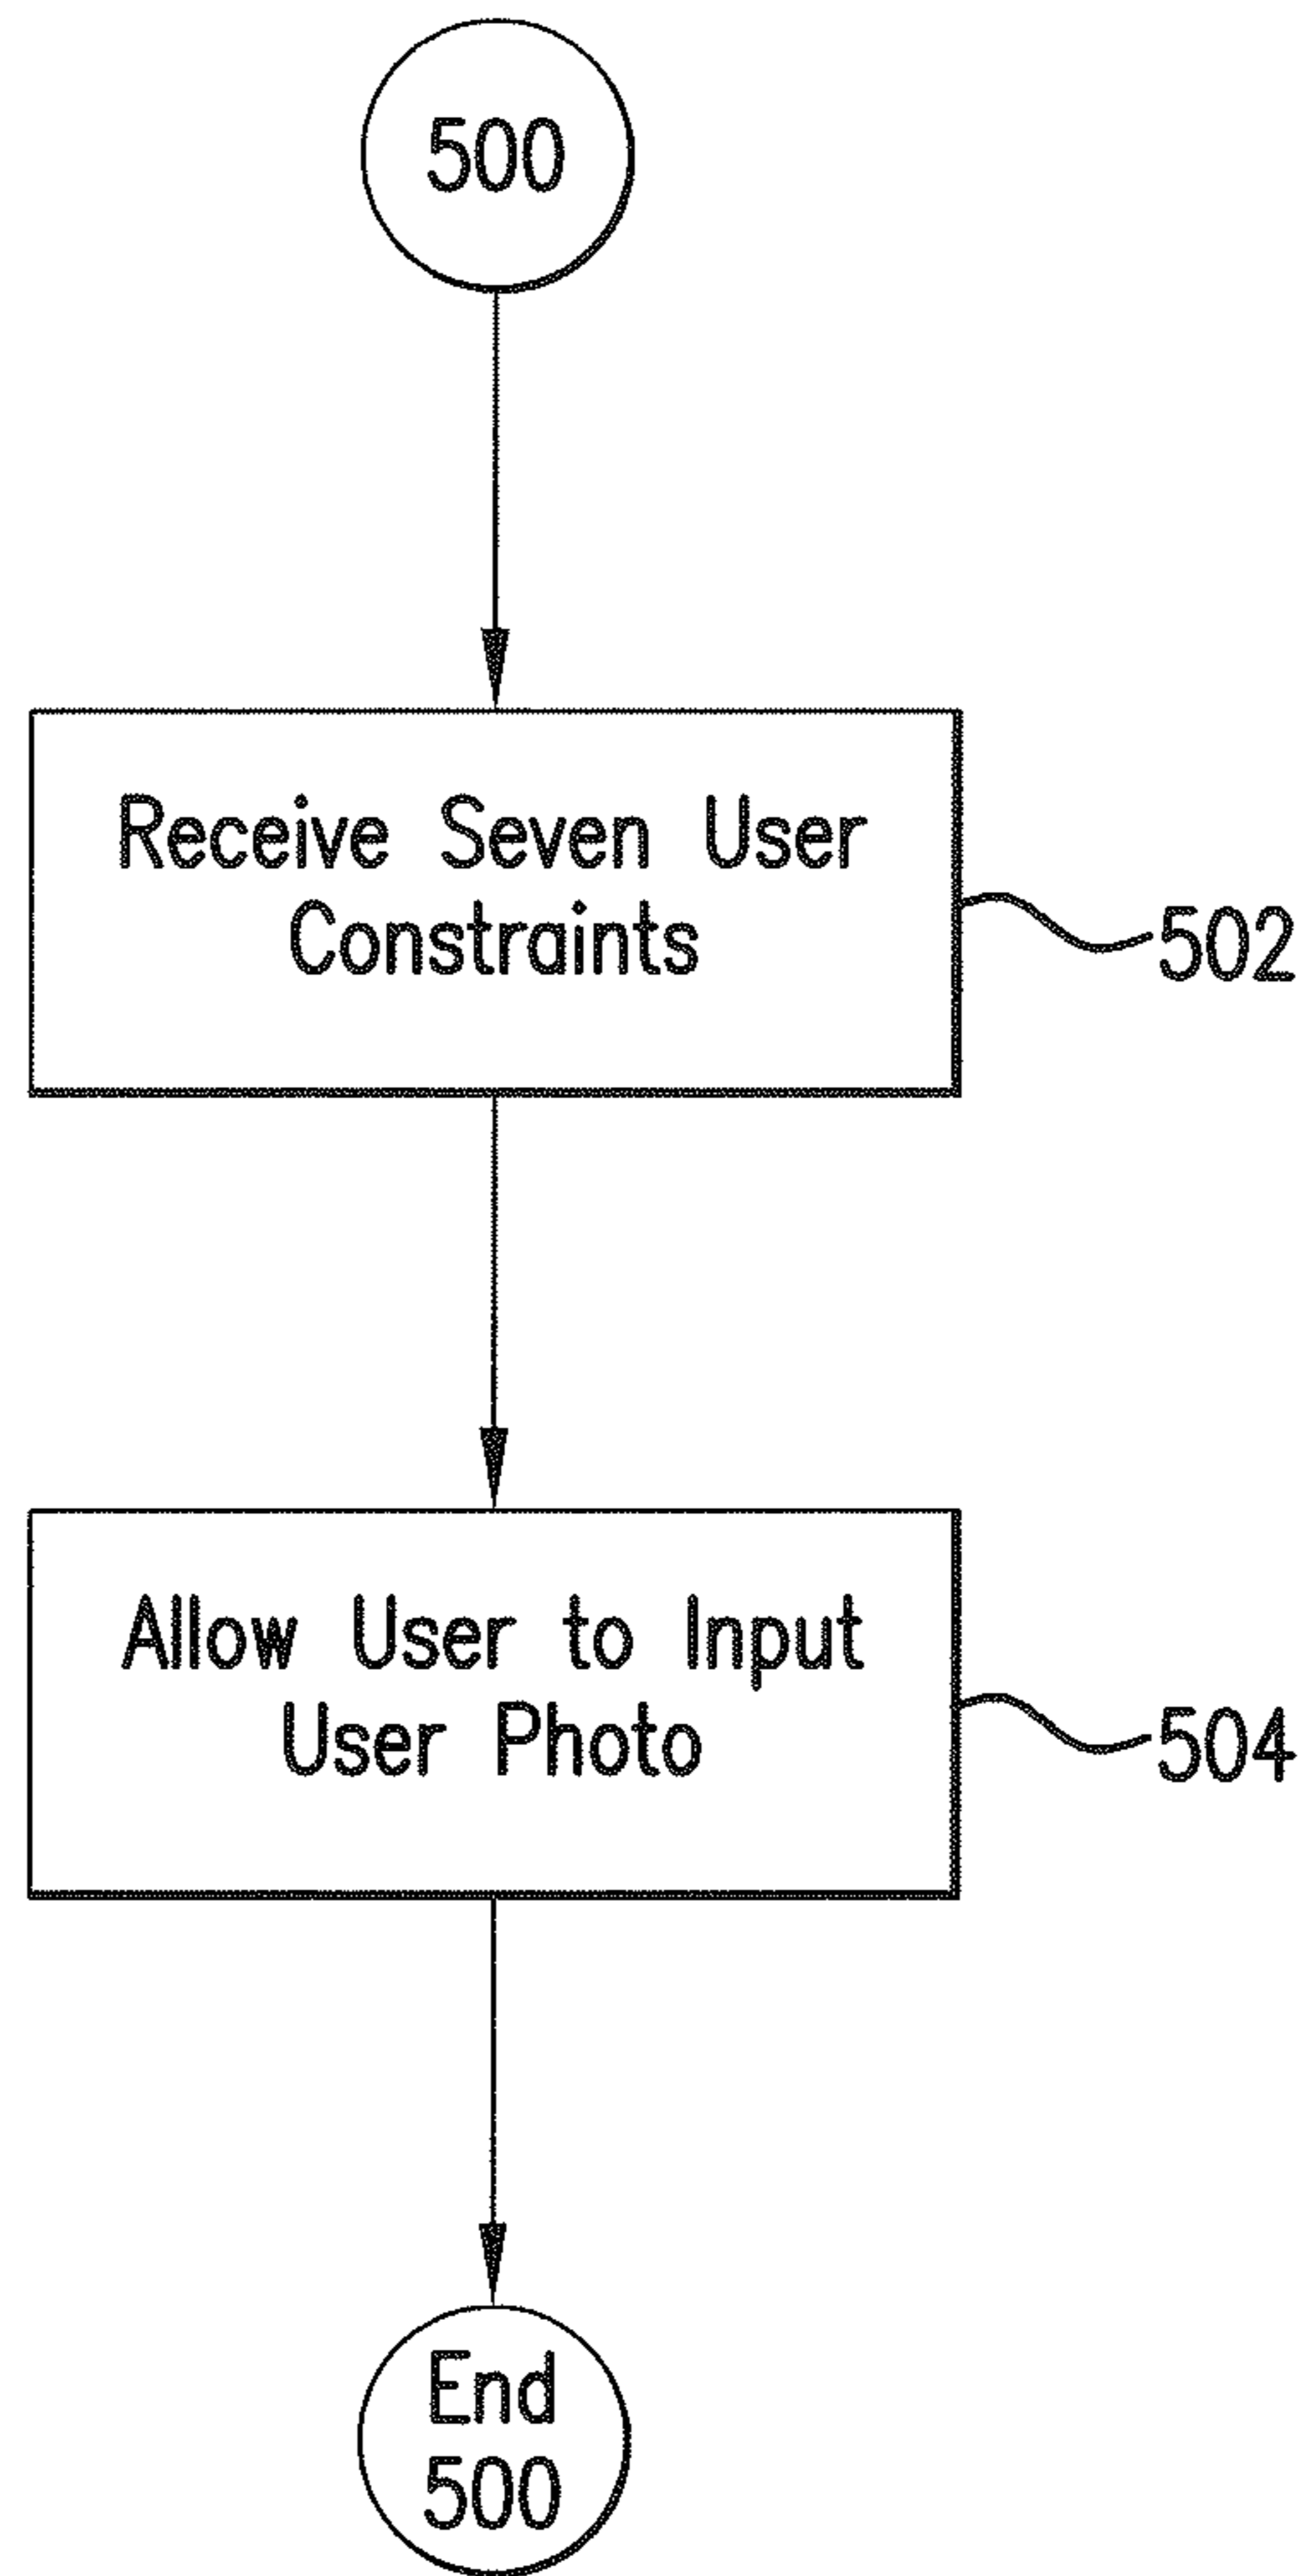 500
Receive Seven User
Constraints
502
Allow User to Input
User Photo
504
End
500